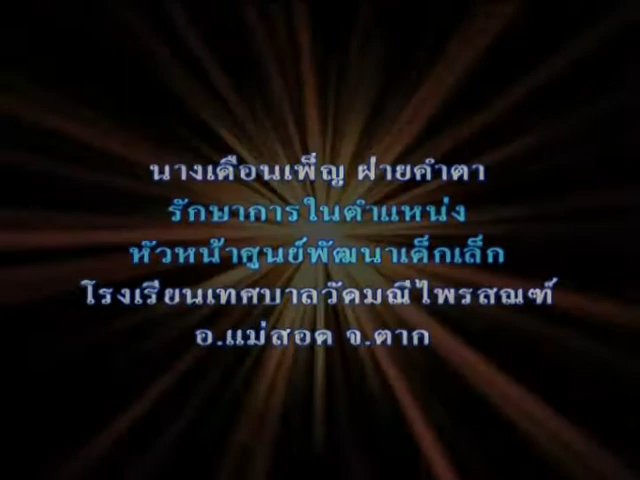 นางเดือนเพ็ญ ฝ่ายคำตา
รักษาการในตำแหน่ง
หัวหน้าศูนย์พัฒนาเด็กเล็ก
โรงเรียนเทศบาลวัดมณีไพรสณฑ์
อ.แม่สอด จ.ตาก